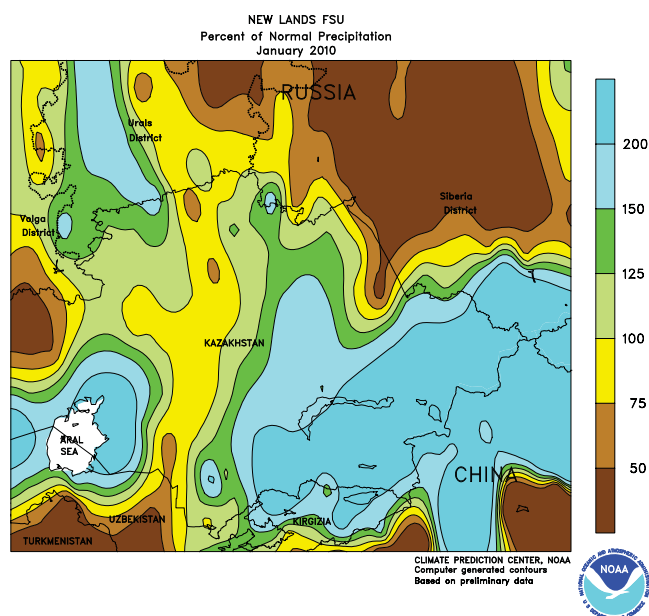 NEW LANDS FSU
Percent of Normal Precipitation
January 2010
RUSSIA
Urals
District
Siberia
District
Volga
District
KAZAKHSTAN
ARAL
SEA
CHINA
UZBEKISTAN
KIRGIZIA
TURKMENISTAN
200
150
125
100
75
50
CLIMATE PREDICTION CENTER, NOAA
Computer generated contours
Based on preliminary data
NOAA